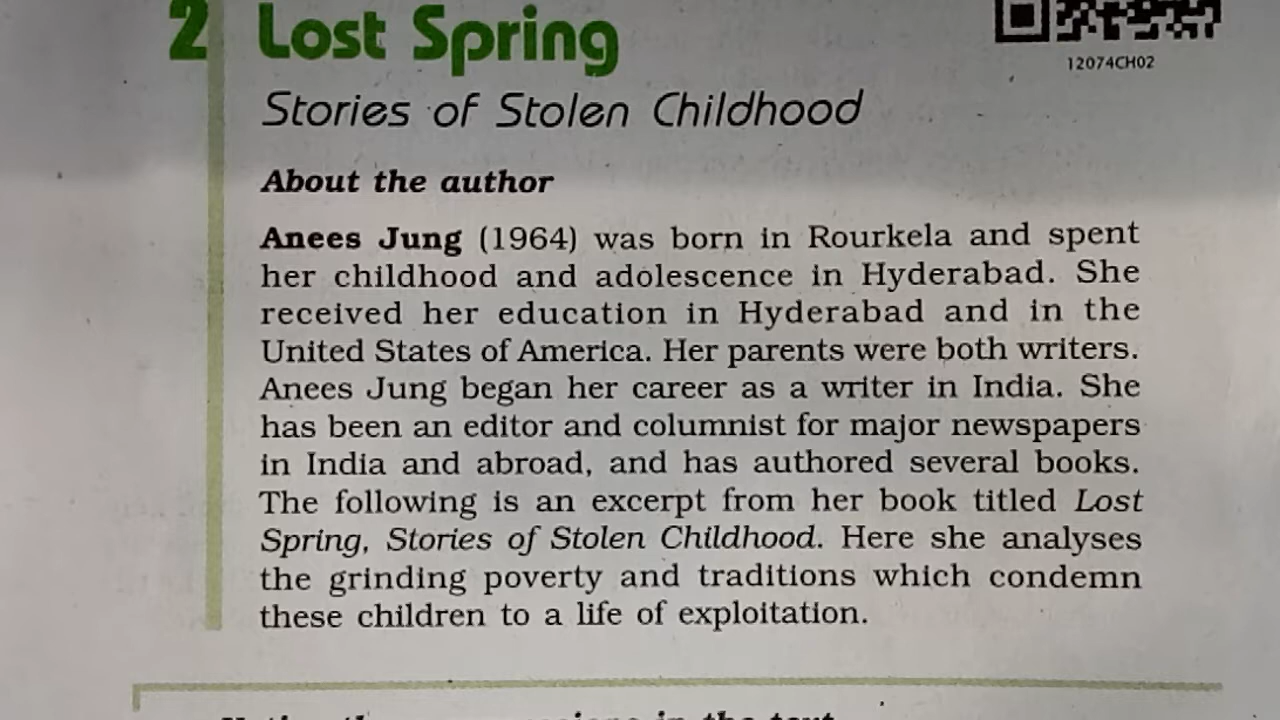 2 Lost Spring
12074CH02
Stories of Stolen Childhood
About the author
Anees Jung (1964) was born in Rourkela and spent
her childhood and adolescence in Hyderabad. She
received her education in Hyderabad and in the
United States of America. Her parents were both writers.
Anees Jung began her career as a writer in India. She
has been an editor and columnist for major newspapers
in India and abroad, and has authored several books.
The following is an excerpt from her book titled Lost
Spring, Stories of Stolen Childhood. Here she analyses
the grinding poverty and traditions which condemn
these children to a life of exploitation.
in the text